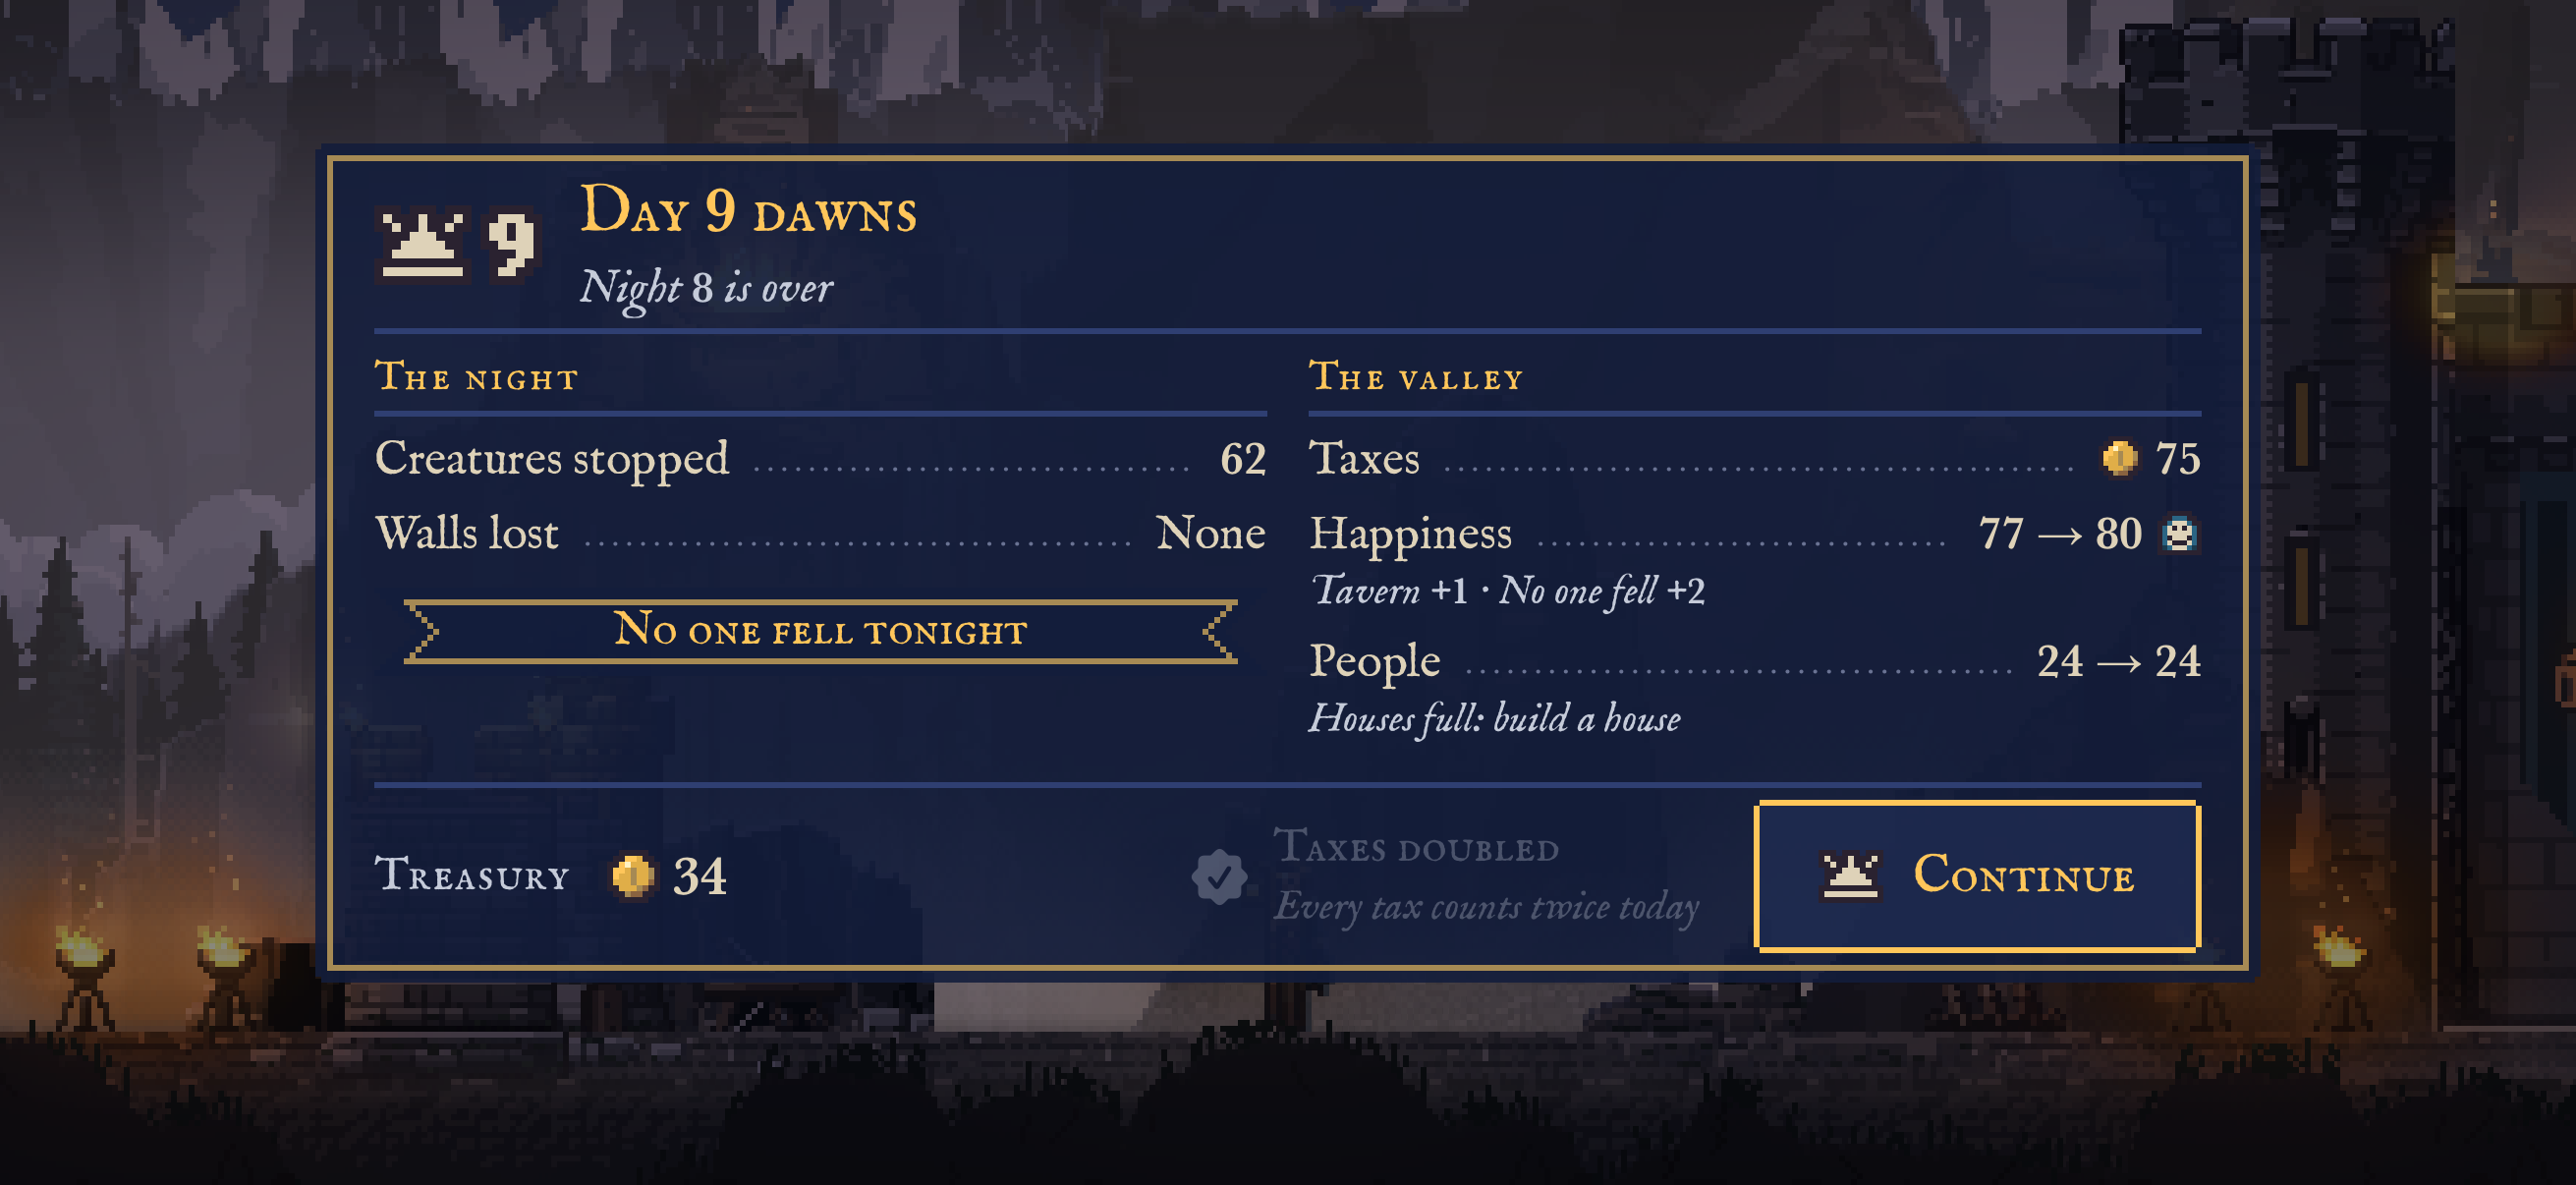 9
Day 9 dawns
Night 8 is over
The night
Creatures stopped 62
Walls lost None
No one fell tonight
The valley
Taxes 75
Happiness 77 → 80
Tavern +1 · No one fell +2
People 24 → 24
Houses full: build a house
Treasury 34
Taxes doubled
Every tax counts twice today
Continue